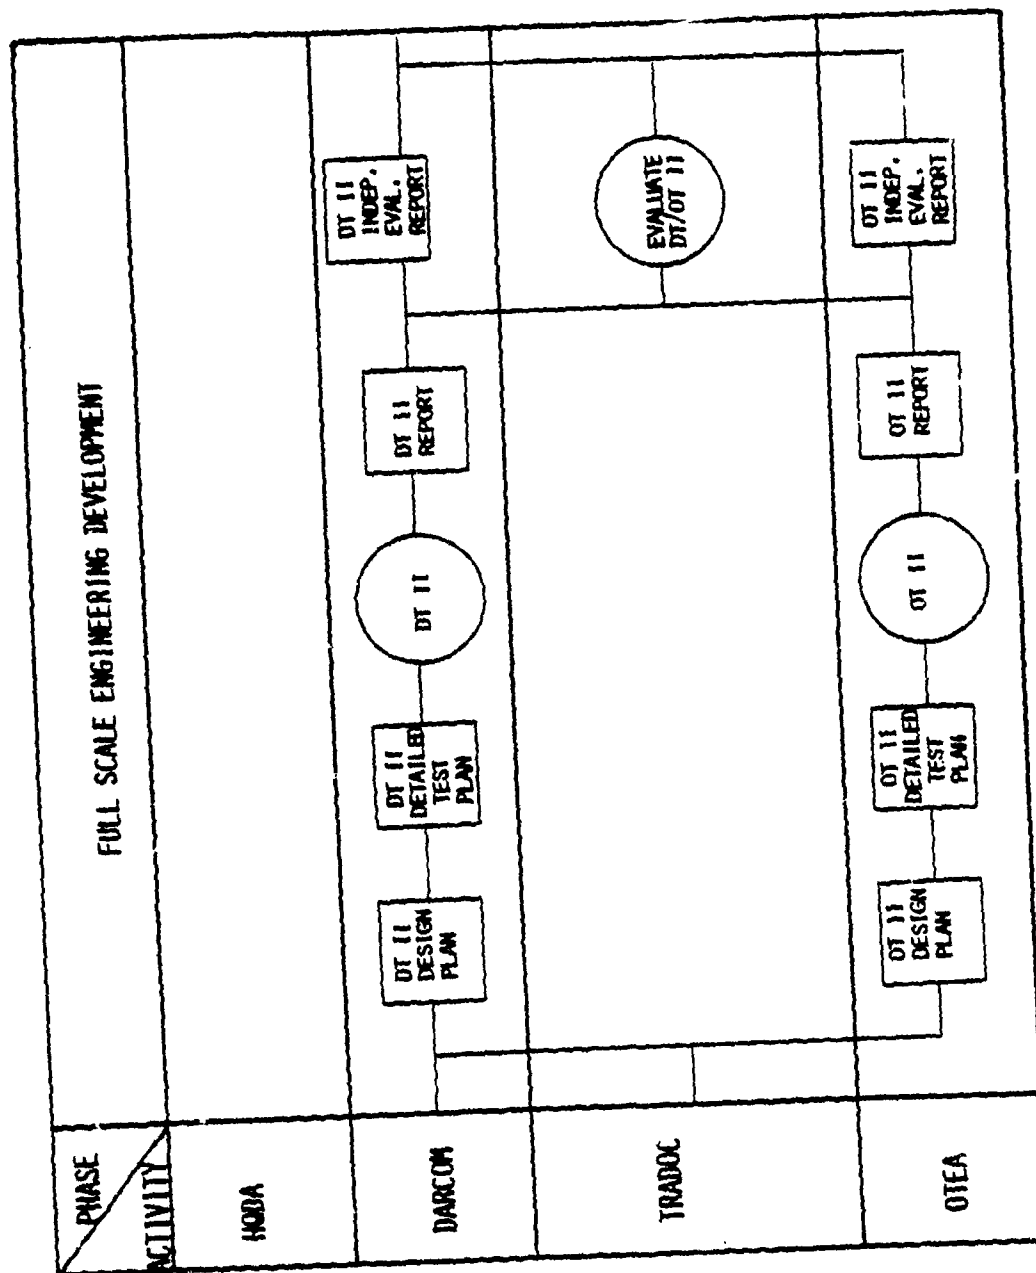 PHASE
ACTIVITY
FULL SCALE ENGINEERING DEVELOPMENT
HQDA
DARCOM
DT II
DESIGN
PLAN
DT II
DETAILED
TEST
PLAN
DT II
DT II
REPORT
DT II
INDEP.
EVAL.
REPORT
TRADOC
EVALUATE
DT/OT II
OTEA
OT II
DESIGN
PLAN
OT II
DETAILED
TEST
PLAN
OT II
OT II
REPORT
OT II
INDEP.
EVAL.
REPORT